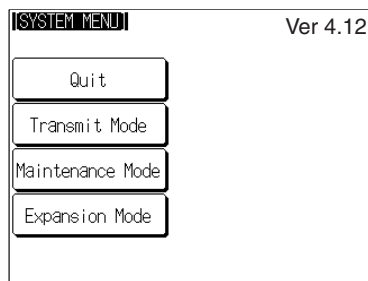 [SYSTEM MENU]
Ver 4.12
Quit
Transmit Mode
Maintenance Mode
Expansion Mode